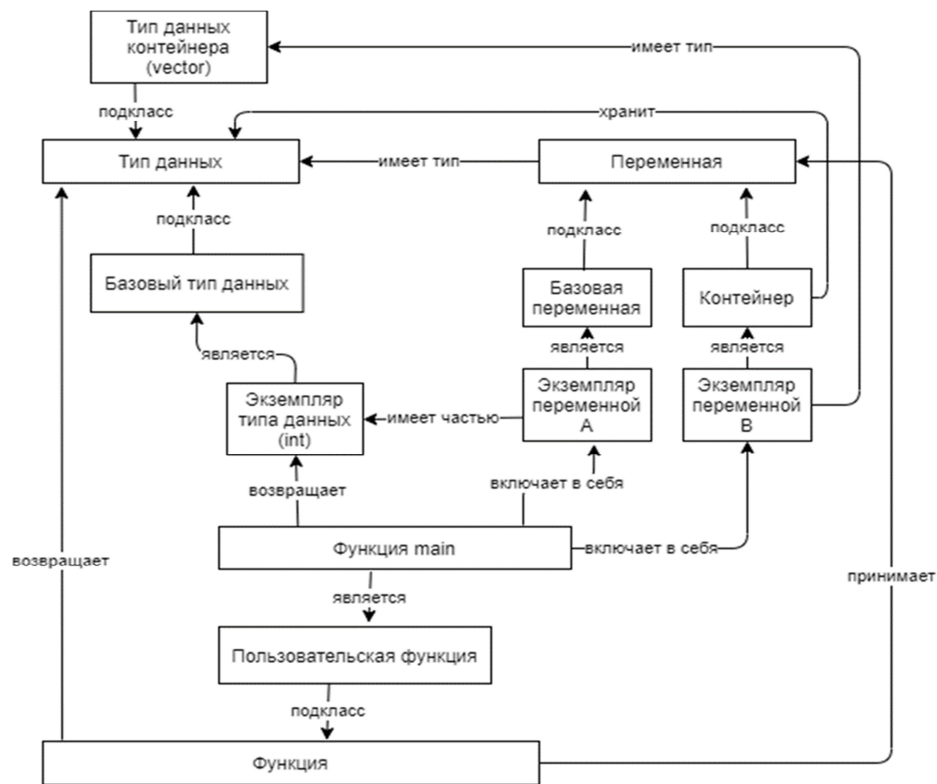 Тип данных
контейнера
(vector)
имеет тип
подкласс
хранит
Тип данных
имеет тип
Переменная
подкласс
подкласс
подкласс
Базовый тип данных
Базовая
переменная
Контейнер
является
является
является
Экземпляр
типа данных
(int)
имеет частью
Экземпляр
переменной
A
Экземпляр
переменной
B
возвращает
включает в себя
Функция main
включает в себя
возвращает
принимает
является
Пользовательская функция
подкласс
Функция